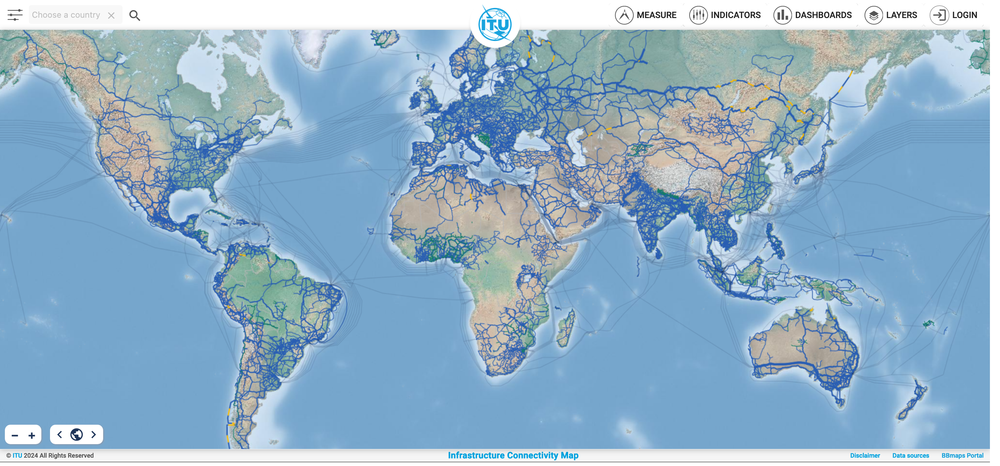 Choose a country
ITU
MEASURE
INDICATORS
DASHBOARDS
LAYERS
LOGIN
© ITU 2024 All Rights Reserved
Infrastructure Connectivity Map
Disclaimer
Data sources
BBmaps Portal